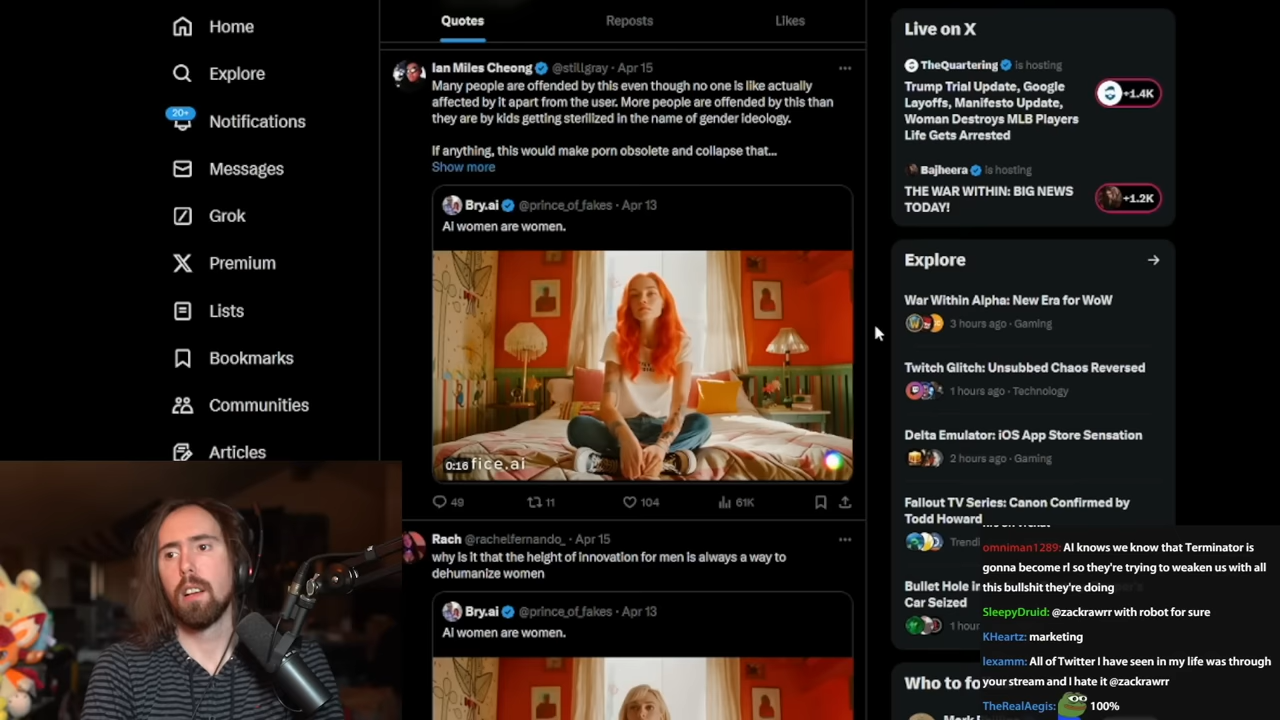 Home
Explore
20+
Notifications
Messages
Grok
Premium
Lists
Bookmarks
Communities
Articles
Quotes
Reposts
Likes
Ian Miles Cheong @stillgray · Apr 15
Many people are offended by this even though no one is like actually
affected by it apart from the user. More people are offended by this than
they are by kids getting sterilized in the name of gender ideology.
If anything, this would make porn obsolete and collapse that...
Show more
Bry.ai @prince_of_fakes · Apr 13
AI women are women.
0:16
fice.ai
49
11
104
61K
Rach @rachelfernando_ · Apr 15
why is it that the height of innovation for men is always a way to
dehumanize women
Bry.ai @prince_of_fakes · Apr 13
AI women are women.
Live on X
TheQuartering is hosting
Trump Trial Update, Google
Layoffs, Manifesto Update,
Woman Destroys MLB Players
Life Gets Arrested
+1.4K
Bajheera is hosting
THE WAR WITHIN: BIG NEWS
TODAY!
+1.2K
Explore
War Within Alpha: New Era for WoW
3 hours ago · Gaming
Twitch Glitch: Unsubbed Chaos Reversed
1 hours ago · Technology
Delta Emulator: iOS App Store Sensation
2 hours ago · Gaming
Fallout TV Series: Canon Confirmed by
Todd Howard
Bullet Hole in
Car Seized
1 hour
Who to fo
omniman1289: AI knows we know that Terminator is
gonna become rl so they're trying to weaken us with all
this bullshit they're doing
SleepyDruid: @zackrawrr with robot for sure
KHeartz: marketing
lexamm: All of Twitter I have seen in my life was through
your stream and I hate it @zackrawrr
TheRealAegis: 100%